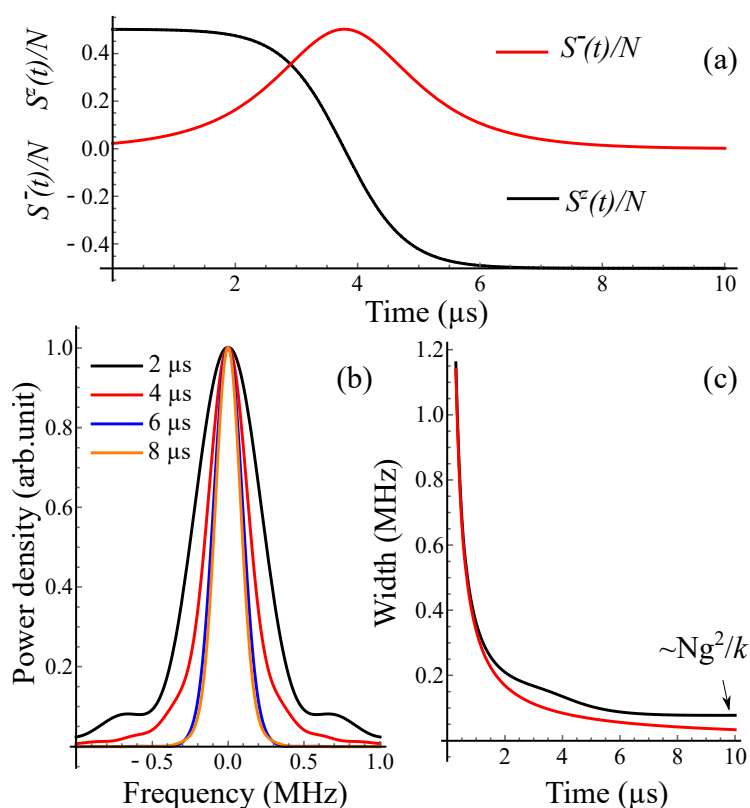 S⁻(t)/N Sᶻ(t)/N
0.4
0.2
0.0
-0.4
S⁻(t)/N
(a)
Sᶻ(t)/N
2 4 6 8 10
Time (µs)
Power density (arb.unit)
1.0
0.8
0.6
0.4
0.2
2 µs
4 µs
6 µs
8 µs
(b)
-0.5 0.0 0.5 1.0
Frequency (MHz)
Width (MHz)
1.2
1.0
0.8
0.6
0.4
0.2
(c)
~Ng²/k
2 4 6 8 10
Time (µs)